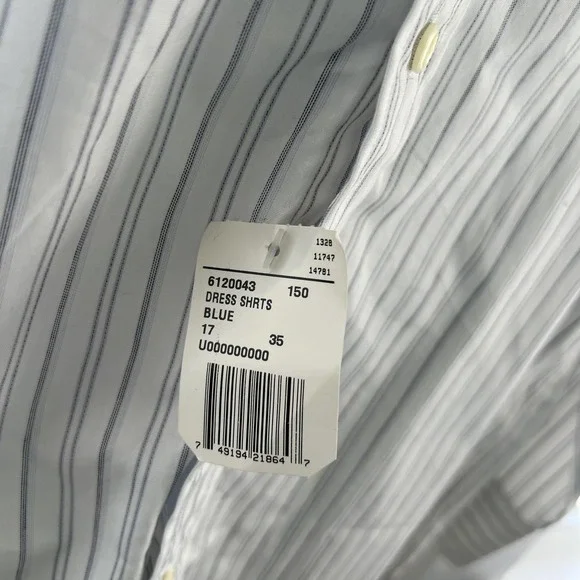 1328
11747
14781
6120043 150
DRESS SHRTS
BLUE
17 35
U000000000
7 49194 21864 7